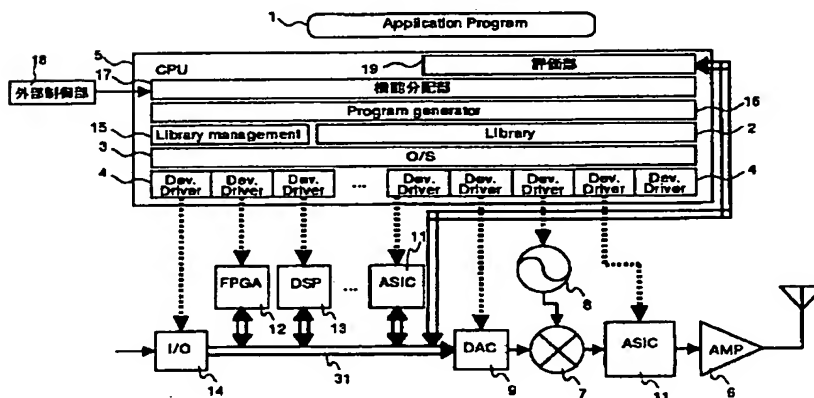 1
Application Program
5
CPU
19
評価部
18
外部制御部
17
機能分配部
Program generator
16
15
Library management
Library
2
3
O/S
4
Dev. Driver
Dev. Driver
Dev. Driver
...
Dev. Driver
Dev. Driver
Dev. Driver
Dev. Driver
Dev. Driver
4
11
FPGA
12
DSP
13
...
ASIC
8
I/O
14
31
DAC
9
7
ASIC
AMP
6